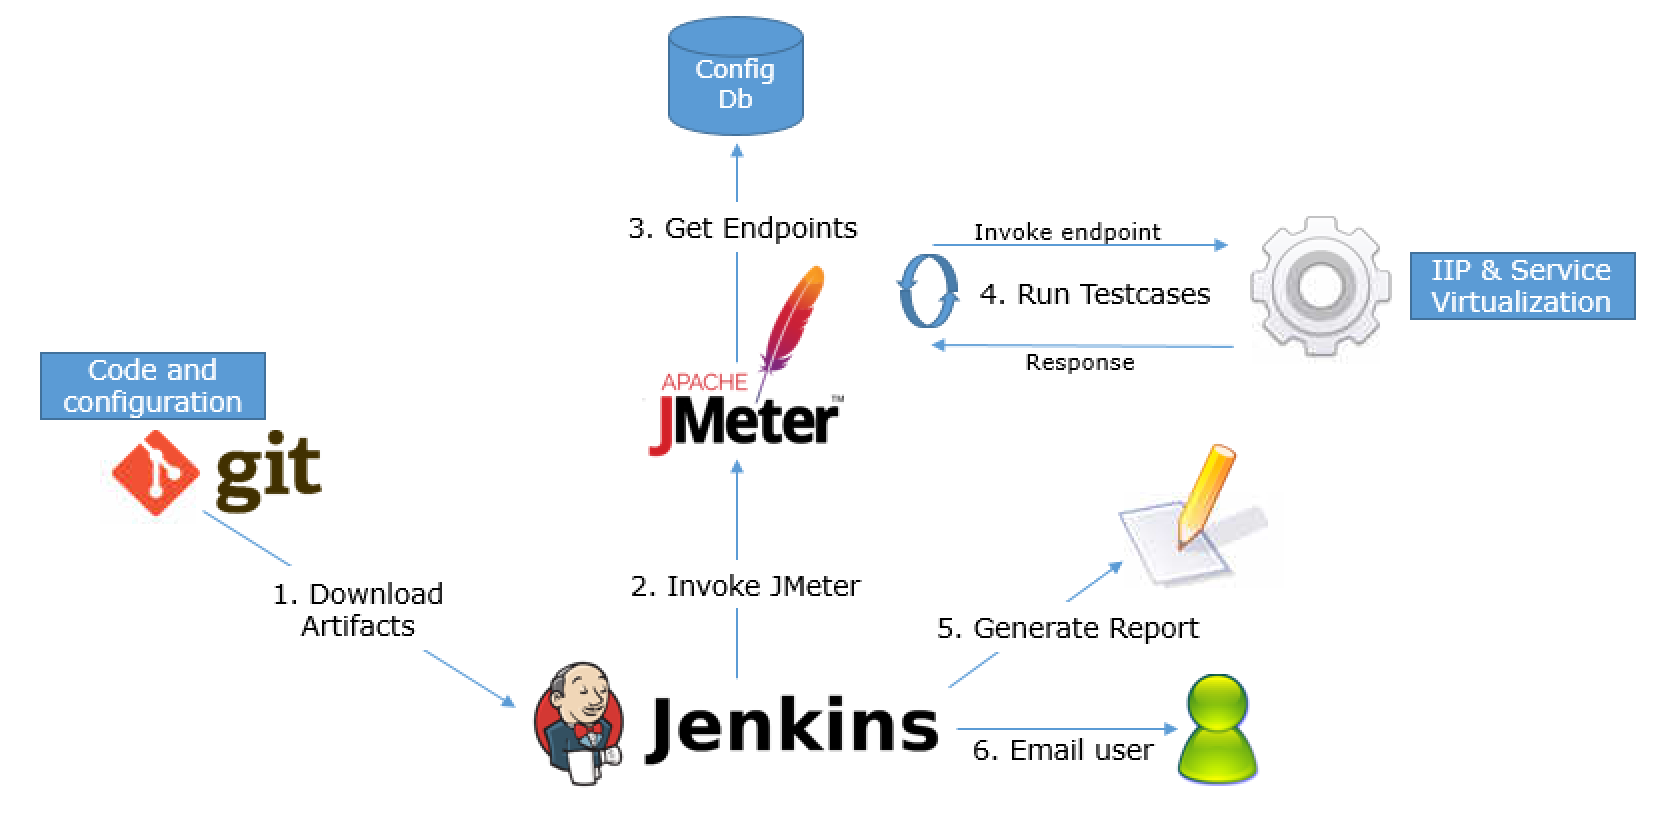 Config
Db
3. Get Endpoints
Invoke endpoint
4. Run Testcases
IIP & Service
Virtualization
Response
Code and
configuration
APACHE
JMeter™
git
1. Download
Artifacts
2. Invoke JMeter
5. Generate Report
Jenkins
6. Email user